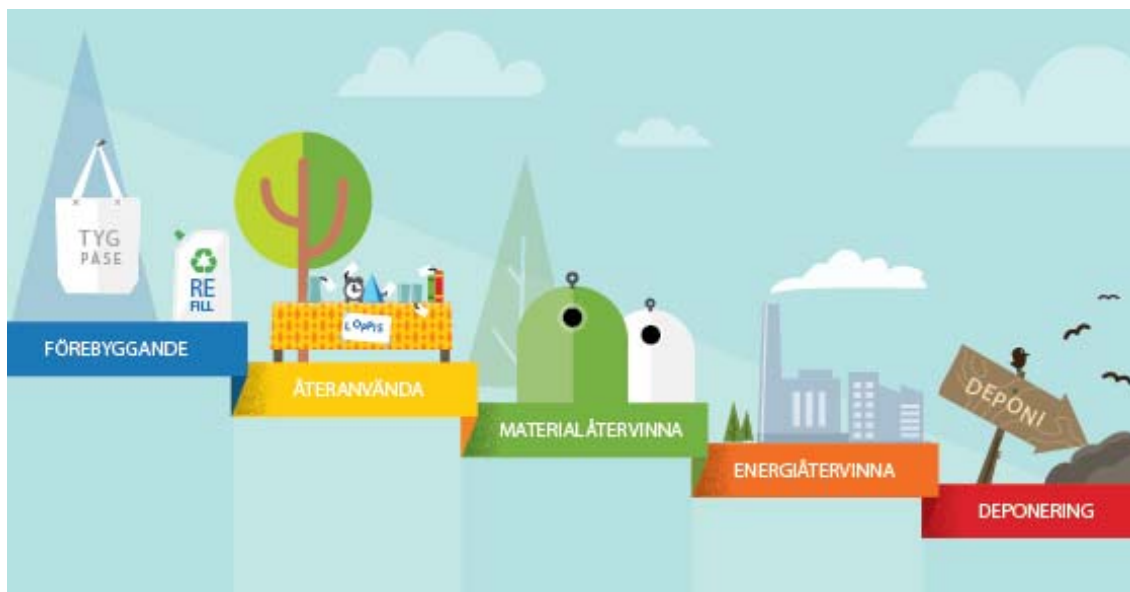 TYG
PÅSE
RE
FILL
LOPPIS
FÖREBYGGANDE
ÅTERANVÄNDA
MATERIALÅTERVINNA
ENERGIÅTERVINNA
DEPONI
DEPONERING